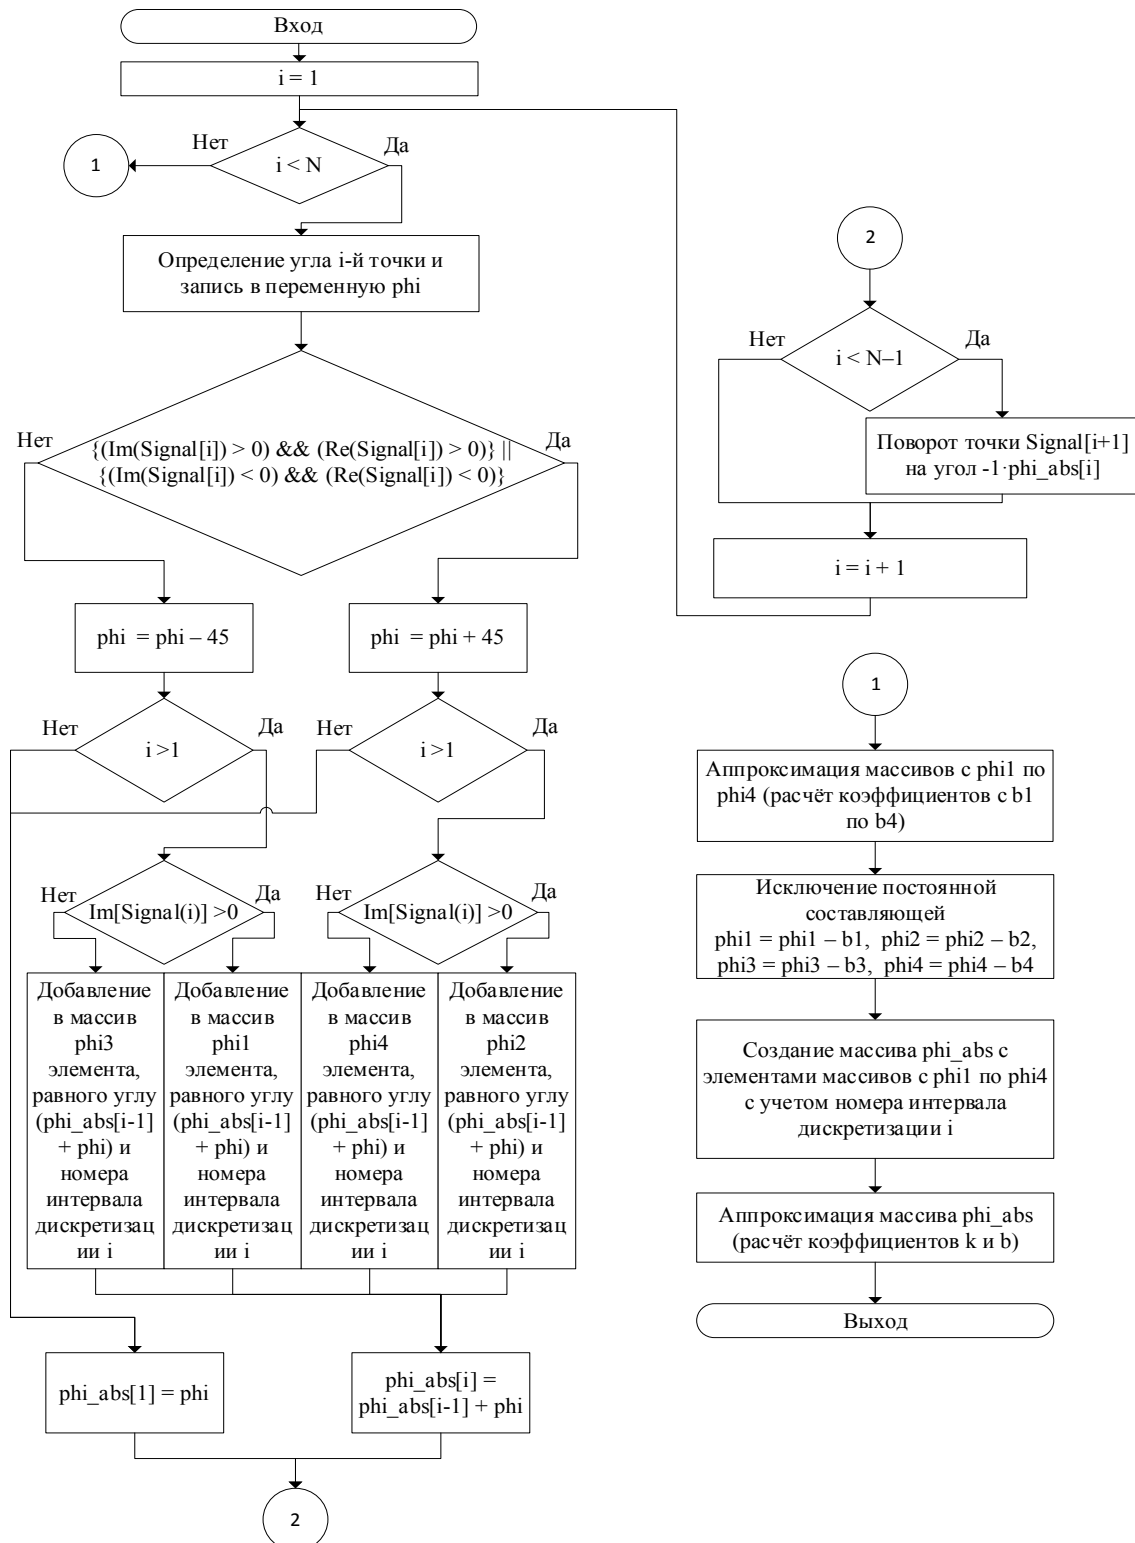 Вход
i = 1
Нет
Да
1
i < N
Определение угла i-й точки и
запись в переменную phi
Нет
Да
{(Im(Signal[i]) > 0) && (Re(Signal[i]) > 0)} ||
{(Im(Signal[i]) < 0) && (Re(Signal[i]) < 0)}
phi = phi – 45
phi = phi + 45
Нет
Да
i >1
Нет
Да
i >1
Нет
Да
Im[Signal(i)] >0
Нет
Да
Im[Signal(i)] >0
Добавление
в массив
phi3
элемента,
равного углу
(phi_abs[i-1]
+ phi) и
номера
интервала
дискретизац
ии i
Добавление
в массив
phi1
элемента,
равного углу
(phi_abs[i-1]
+ phi) и
номера
интервала
дискретизац
ии i
Добавление
в массив
phi4
элемента,
равного углу
(phi_abs[i-1]
+ phi) и
номера
интервала
дискретизац
ии i
Добавление
в массив
phi2
элемента,
равного углу
(phi_abs[i-1]
+ phi) и
номера
интервала
дискретизац
ии i
phi_abs[1] = phi
phi_abs[i] =
phi_abs[i-1] + phi
2
2
Нет
Да
i < N–1
Поворот точки Signal[i+1]
на угол -1·phi_abs[i]
i = i + 1
1
Аппроксимация массивов с phi1 по
phi4 (расчёт коэффициентов с b1
по b4)
Исключение постоянной
составляющей
phi1 = phi1 – b1, phi2 = phi2 – b2,
phi3 = phi3 – b3, phi4 = phi4 – b4
Создание массива phi_abs с
элементами массивов с phi1 по phi4
с учетом номера интервала
дискретизации i
Аппроксимация массива phi_abs
(расчёт коэффициентов k и b)
Выход